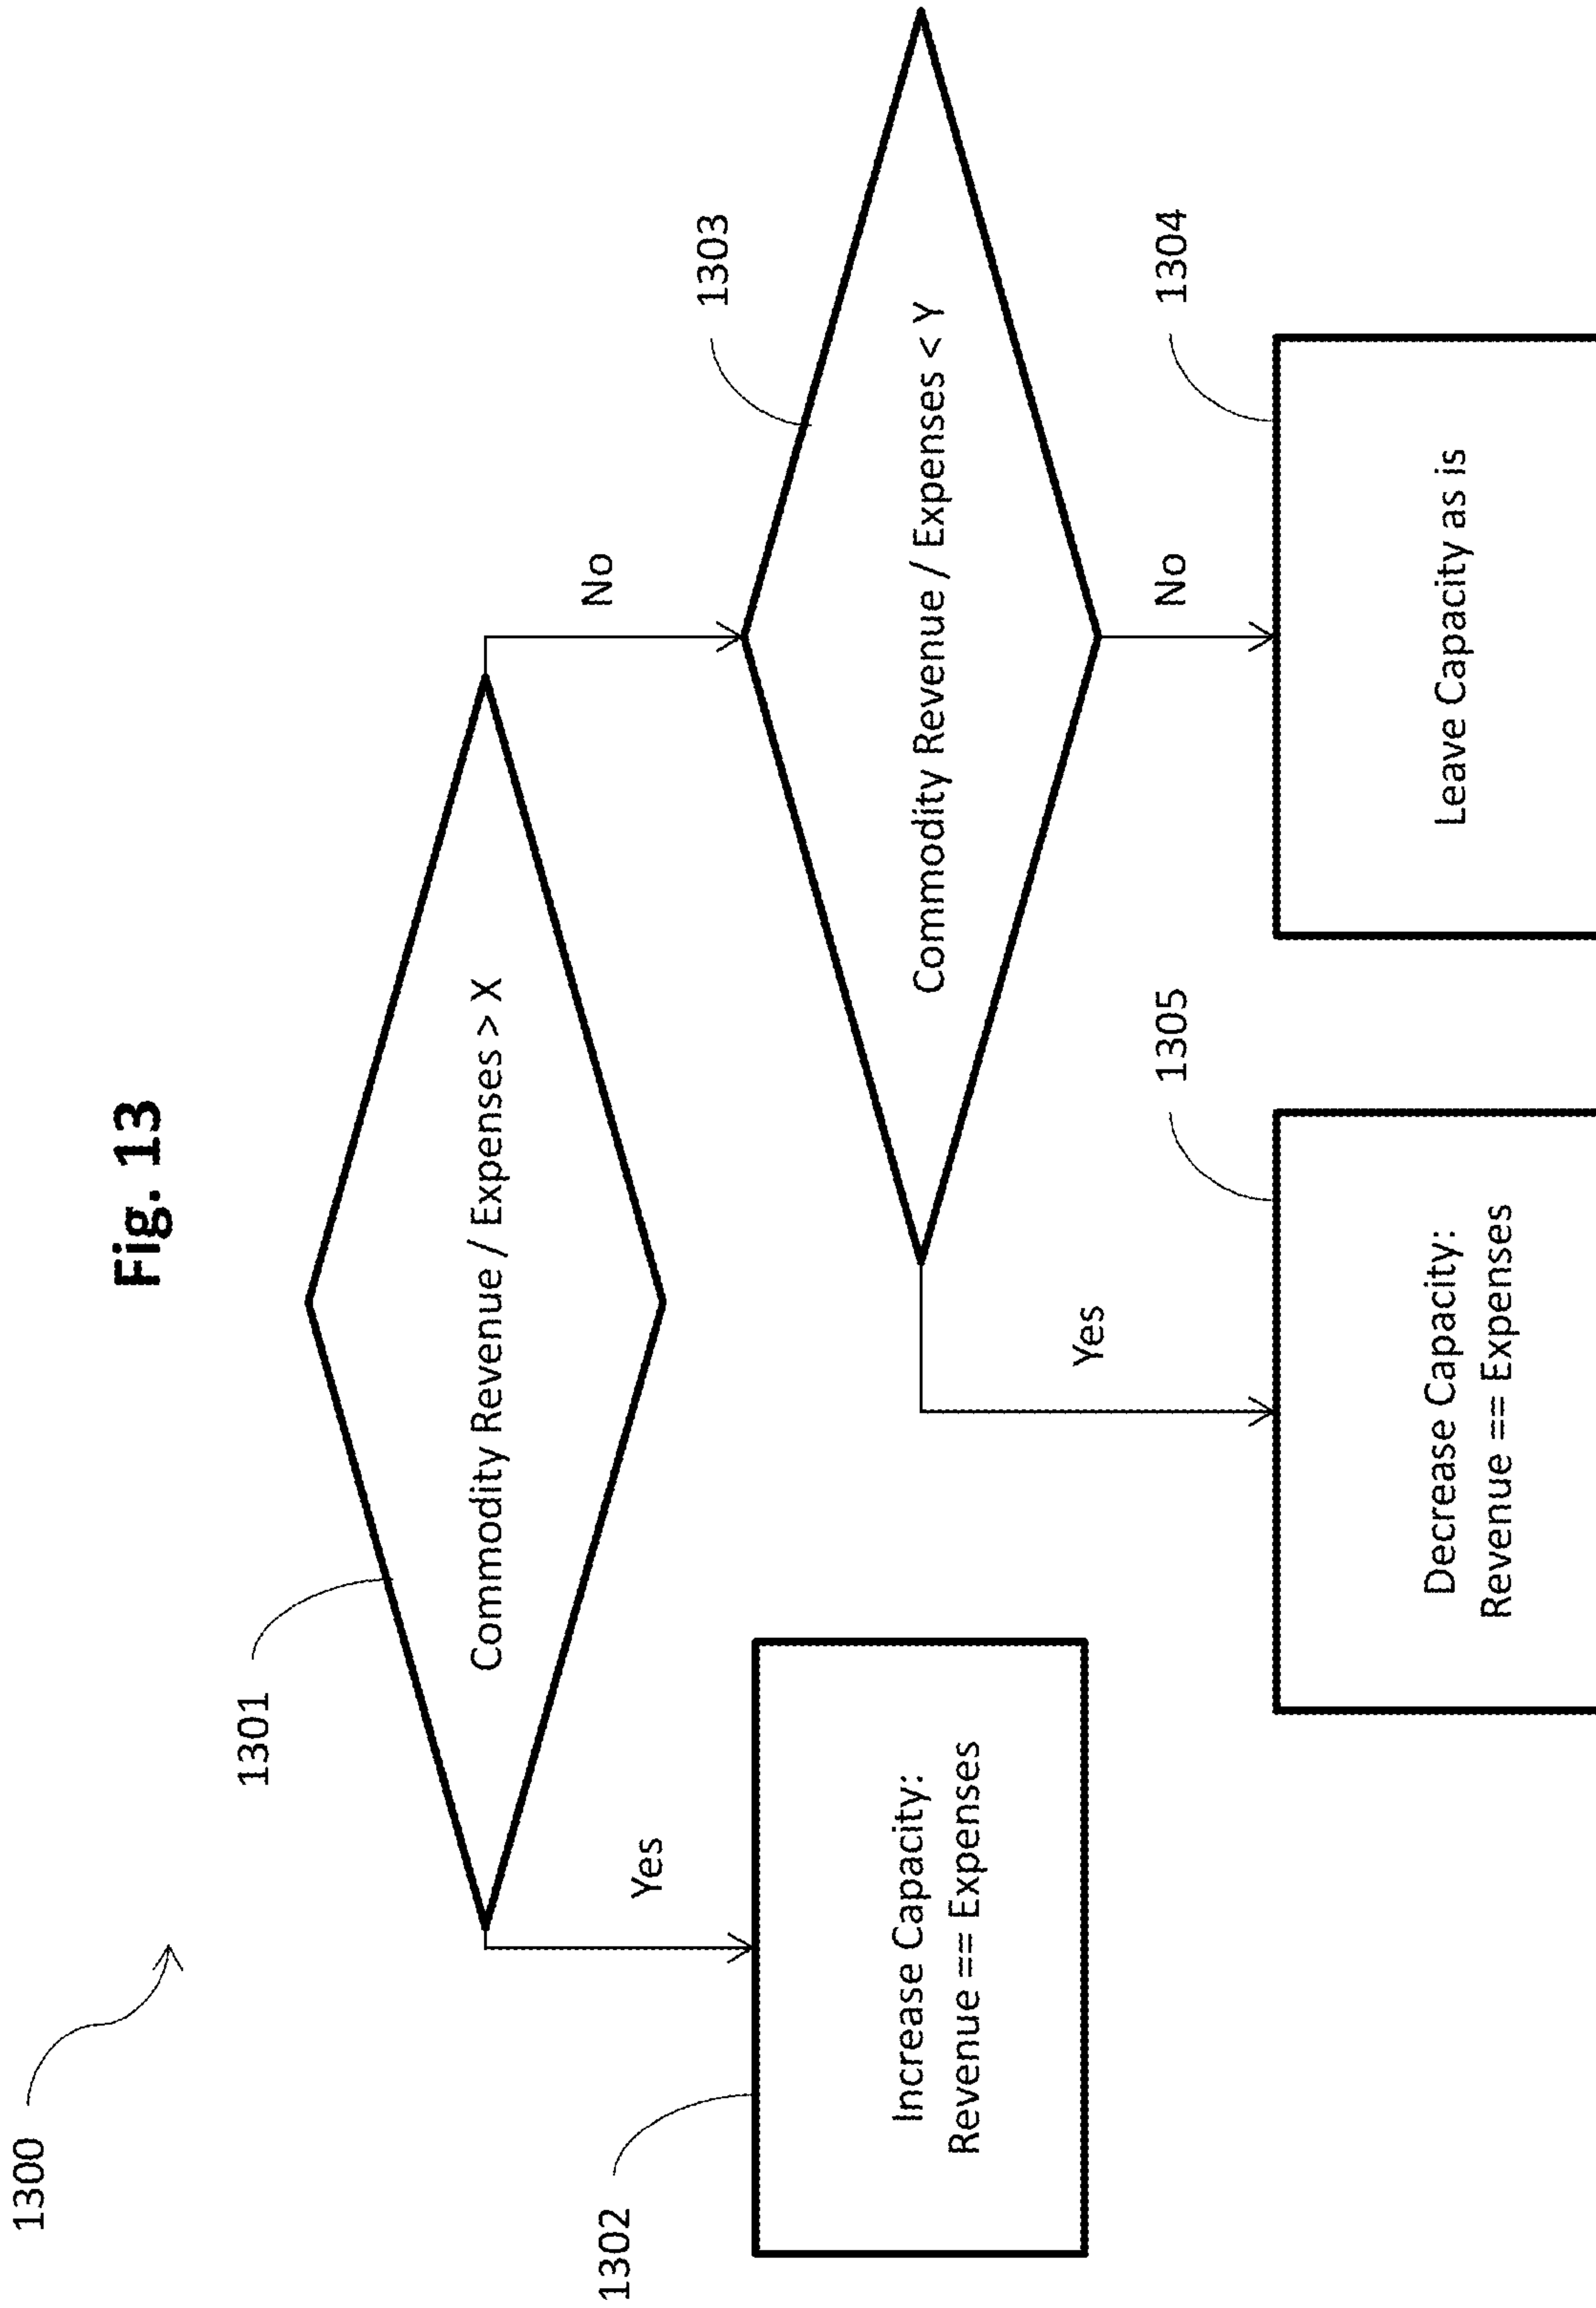 Fig. 13
1300
1301
Commodity Revenue / Expenses > X
Yes
No
1302
Increase Capacity:
Revenue == Expenses
1303
Commodity Revenue / Expenses < Y
Yes
No
1305
Decrease Capacity:
Revenue == Expenses
1304
Leave Capacity as is